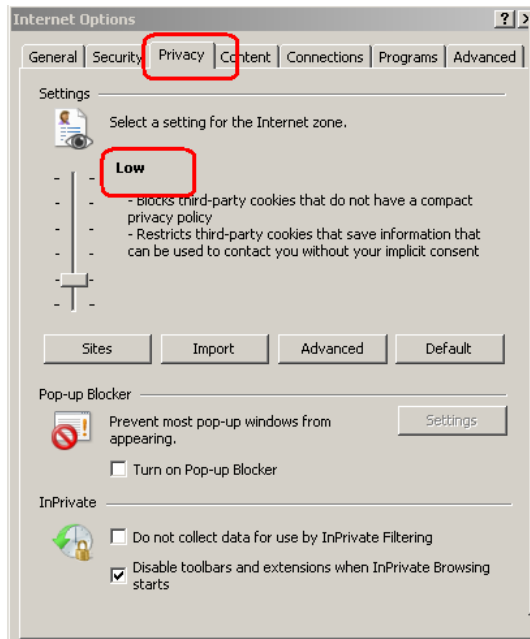 Internet Options
General Security Privacy Content Connections Programs Advanced
Settings
Select a setting for the Internet zone.
Low
- Blocks third-party cookies that do not have a compact
privacy policy
- Restricts third-party cookies that save information that
can be used to contact you without your implicit consent
Sites Import Advanced Default
Pop-up Blocker
Prevent most pop-up windows from
appearing.
Settings
Turn on Pop-up Blocker
InPrivate
Do not collect data for use by InPrivate Filtering
Disable toolbars and extensions when InPrivate Browsing
starts